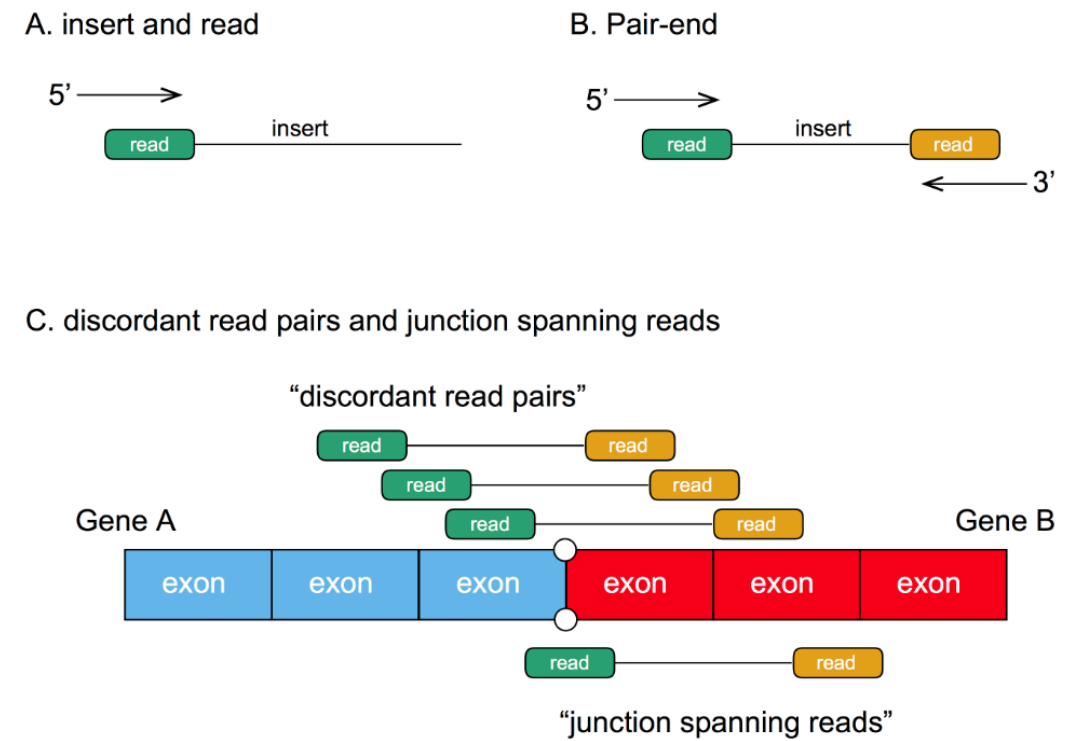 A. insert and read
B. Pair-end
5’
insert
read
5’
insert
read
read
3’
C. discordant read pairs and junction spanning reads
“discordant read pairs”
read
read
read
read
read
read
Gene A
Gene B
exon
exon
exon
exon
exon
exon
read
read
“junction spanning reads”